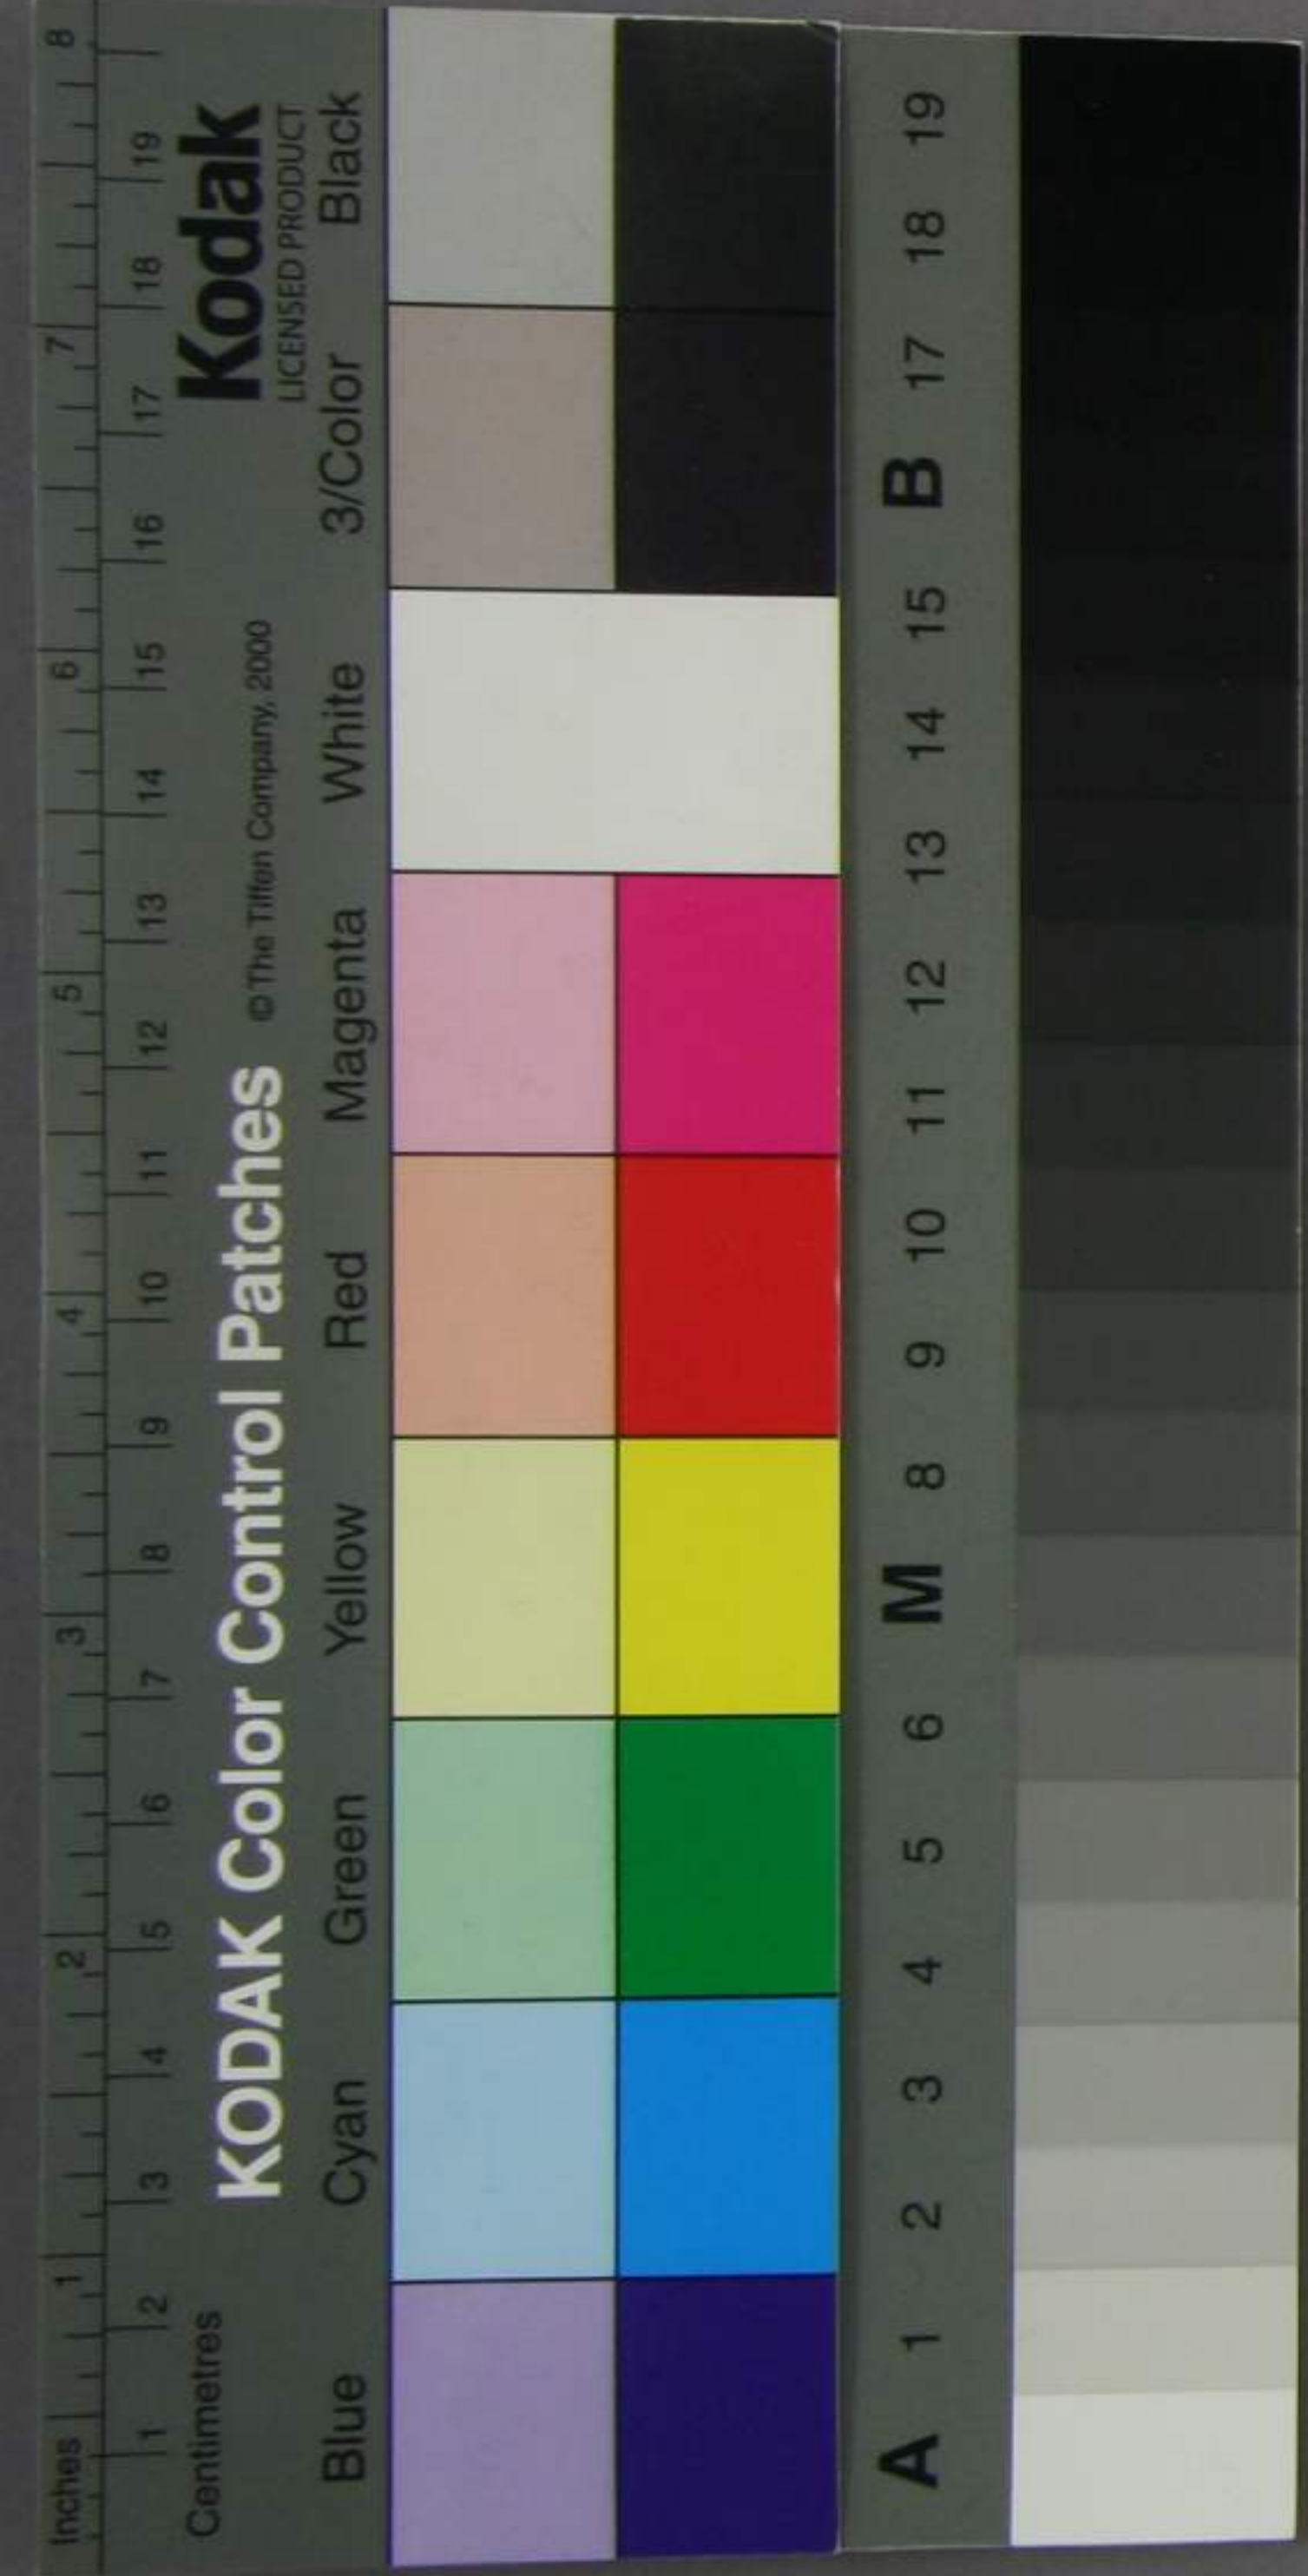 Inches 1 2 3 4 5 6 7 8
1 2 3 4 5 6 7 8 9 10 11 12 13 14 15 16 17 18 19
Centimetres
KODAK Color Control Patches © The Tiffen Company, 2000
Kodak
LICENSED PRODUCT
Blue Cyan Green Yellow Red Magenta White 3/Color Black
A 1 2 3 4 5 6 M 8 9 10 11 12 13 14 15 B 17 18 19